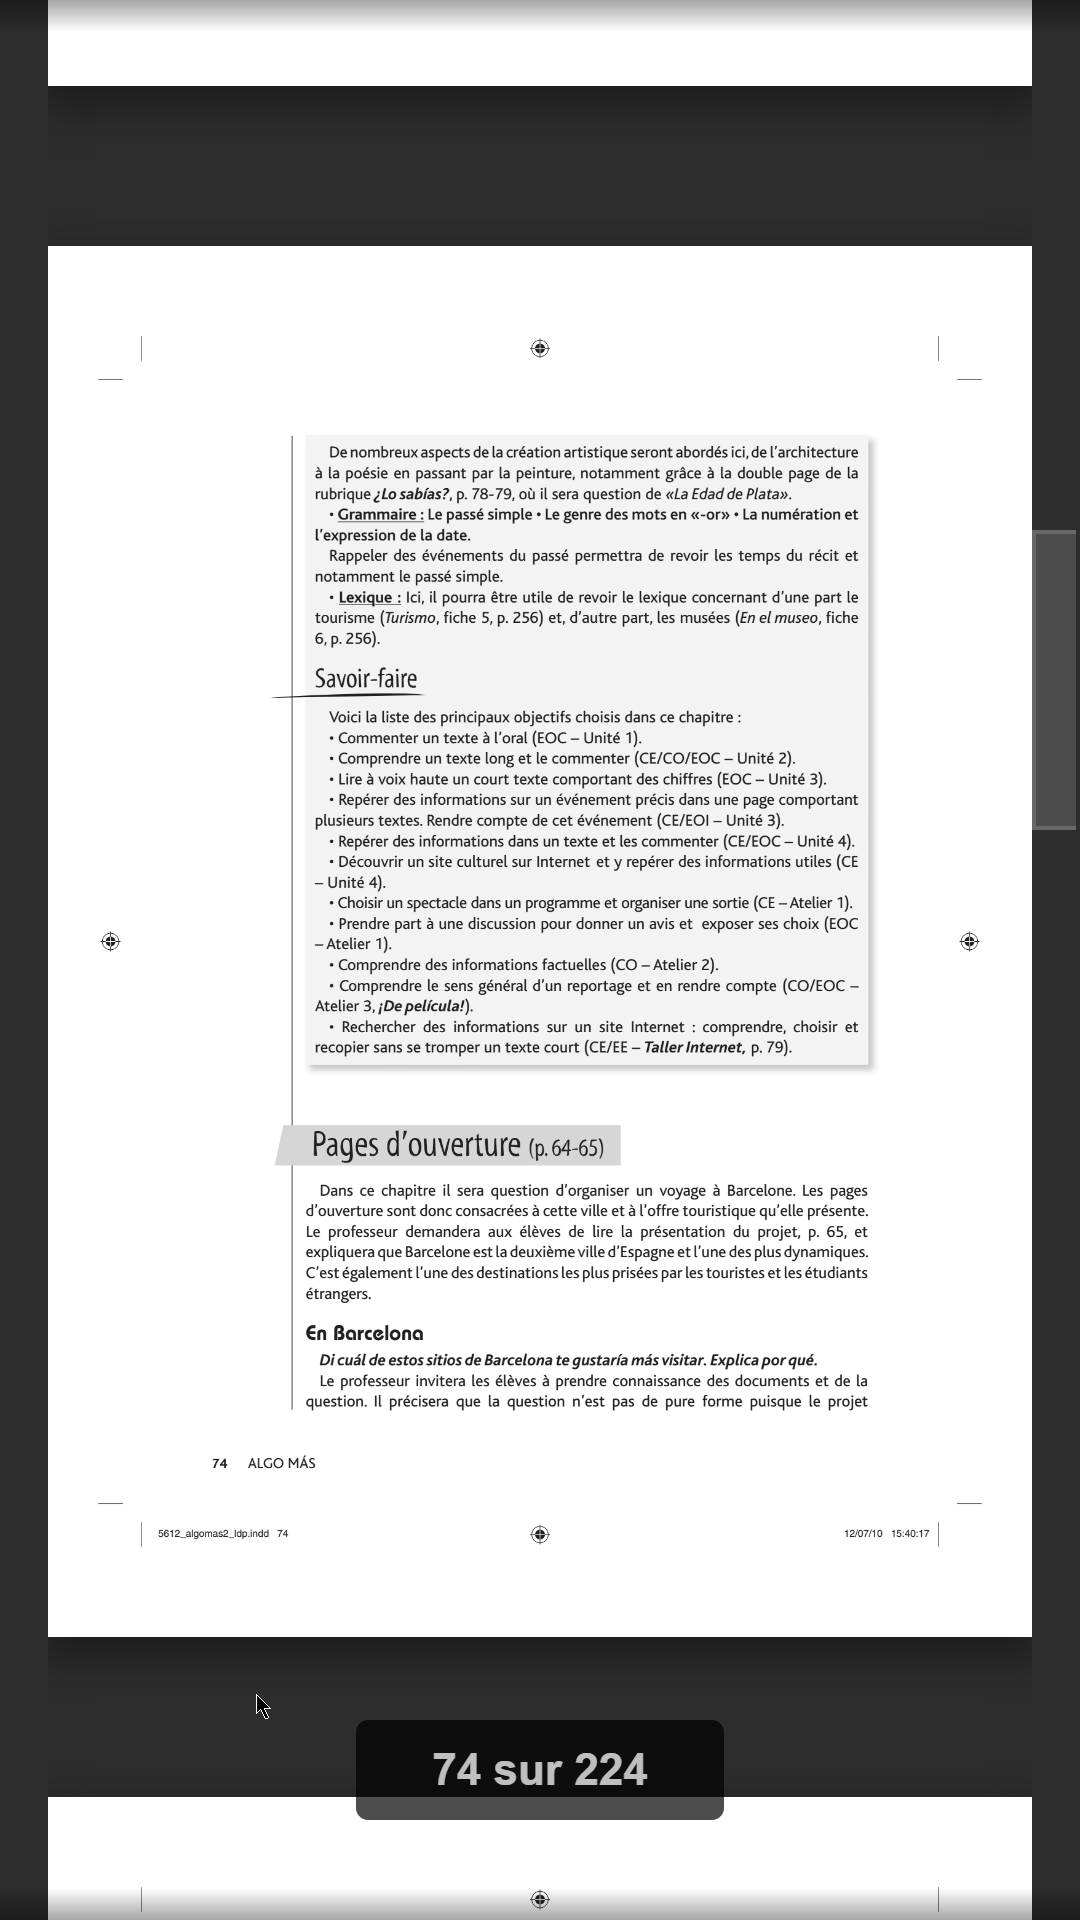 De nombreux aspects de la création artistique seront abordés ici, de l’architecture
à la poésie en passant par la peinture, notamment grâce à la double page de la
rubrique ¿Lo sabías?, p. 78-79, où il sera question de «La Edad de Plata».
• Grammaire : Le passé simple • Le genre des mots en «-or» • La numération et
l’expression de la date.
Rappeler des événements du passé permettra de revoir les temps du récit et
notamment le passé simple.
• Lexique : Ici, il pourra être utile de revoir le lexique concernant d’une part le
tourisme (Turismo, fiche 5, p. 256) et, d’autre part, les musées (En el museo, fiche
6, p. 256).
Savoir-faire
Voici la liste des principaux objectifs choisis dans ce chapitre :
• Commenter un texte à l’oral (EOC – Unité 1).
• Comprendre un texte long et le commenter (CE/CO/EOC – Unité 2).
• Lire à voix haute un court texte comportant des chiffres (EOC – Unité 3).
• Repérer des informations sur un événement précis dans une page comportant
plusieurs textes. Rendre compte de cet événement (CE/EOI – Unité 3).
• Repérer des informations dans un texte et les commenter (CE/EOC – Unité 4).
• Découvrir un site culturel sur Internet et y repérer des informations utiles (CE
– Unité 4).
• Choisir un spectacle dans un programme et organiser une sortie (CE – Atelier 1).
• Prendre part à une discussion pour donner un avis et exposer ses choix (EOC
– Atelier 1).
• Comprendre des informations factuelles (CO – Atelier 2).
• Comprendre le sens général d’un reportage et en rendre compte (CO/EOC –
Atelier 3, ¡De película!).
• Rechercher des informations sur un site Internet : comprendre, choisir et
recopier sans se tromper un texte court (CE/EE – Taller Internet, p. 79).
Pages d’ouverture (p. 64-65)
Dans ce chapitre il sera question d’organiser un voyage à Barcelone. Les pages
d’ouverture sont donc consacrées à cette ville et à l’offre touristique qu’elle présente.
Le professeur demandera aux élèves de lire la présentation du projet, p. 65, et
expliquera que Barcelone est la deuxième ville d’Espagne et l’une des plus dynamiques.
C’est également l’une des destinations les plus prisées par les touristes et les étudiants
étrangers.
En Barcelona
Di cuál de estos sitios de Barcelona te gustaría más visitar. Explica por qué.
Le professeur invitera les élèves à prendre connaissance des documents et de la
question. Il précisera que la question n’est pas de pure forme puisque le projet
74 ALGO MÁS
5612_algomas2_ldp.indd 74
12/07/10 15:40:17
74 sur 224